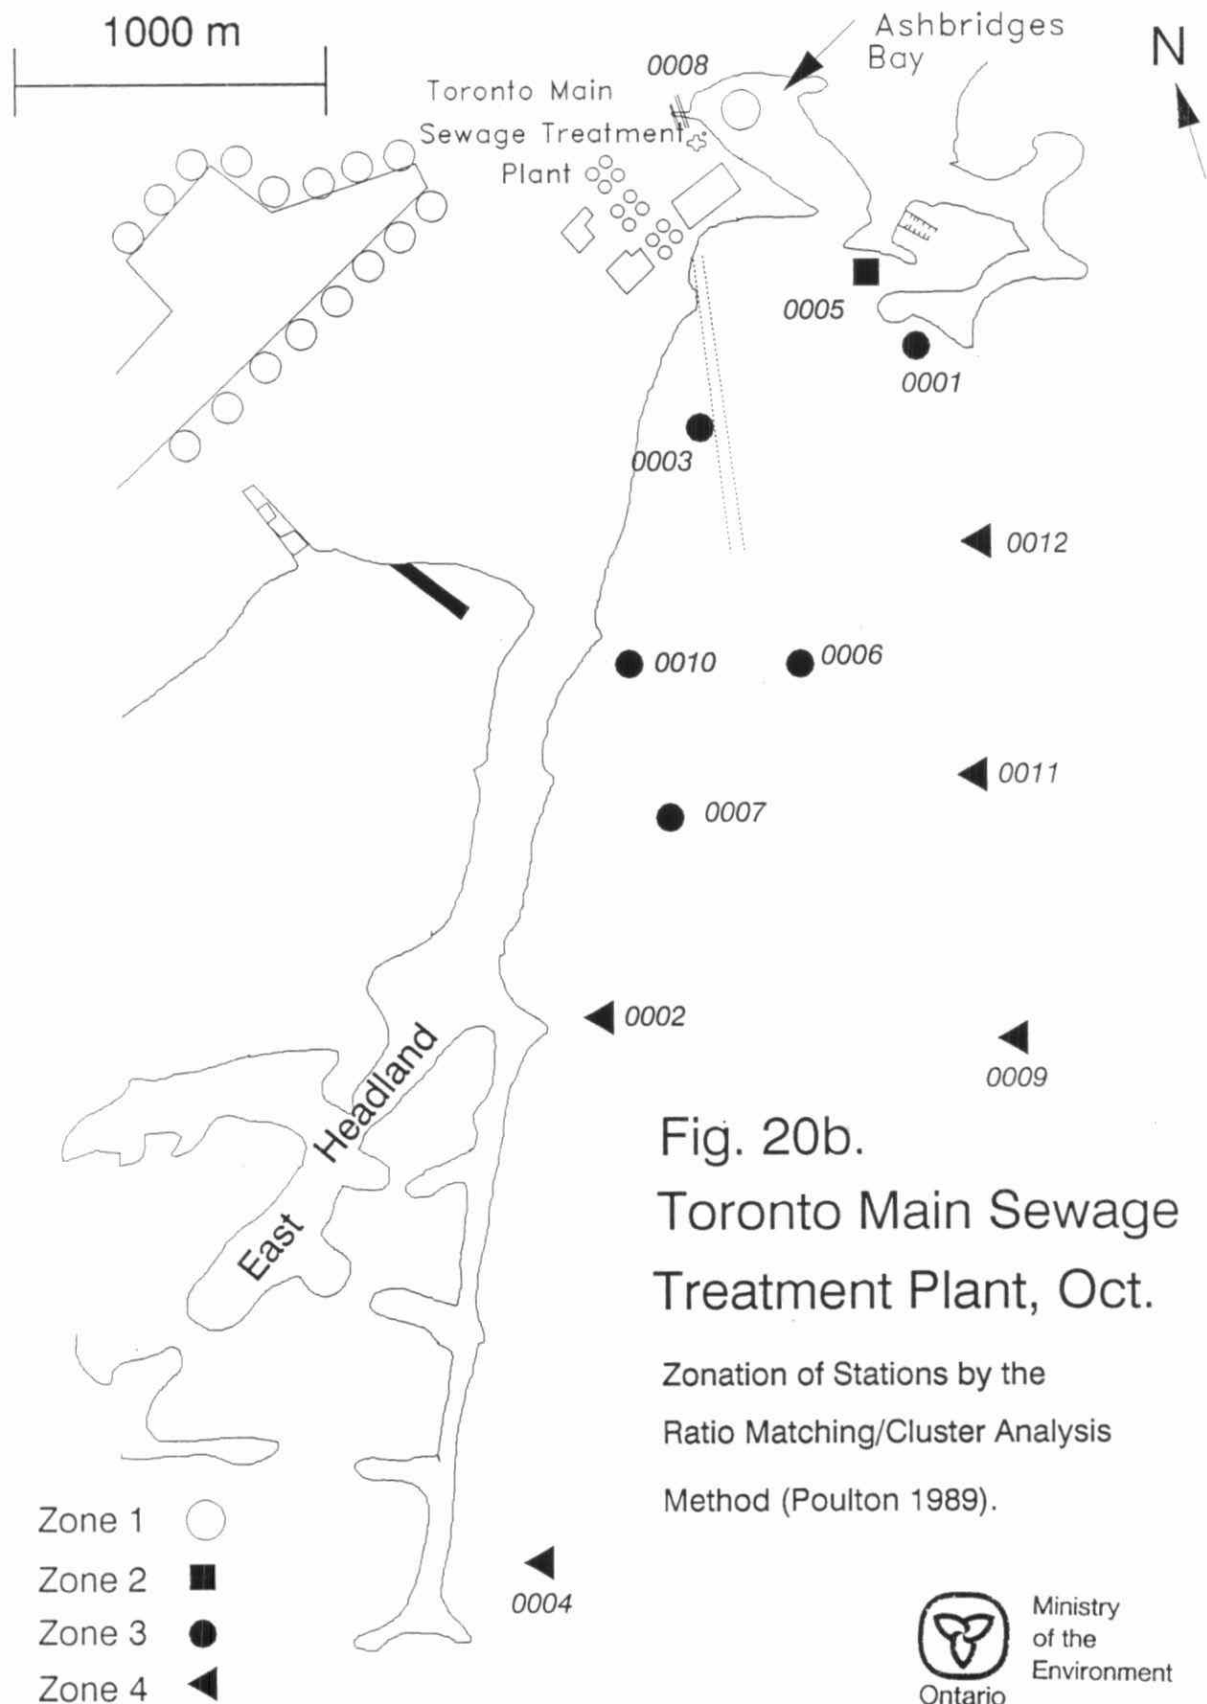 1000 m
Ashbridges
Bay
N
0008
Toronto Main
Sewage Treatment
Plant
0005
0001
0003
0012
0010
0006
0011
0007
0002
0009
Headland
East
Fig. 20b.
Toronto Main Sewage
Treatment Plant, Oct.
Zonation of Stations by the
Ratio Matching/Cluster Analysis
Method (Poulton 1989).
Zone 1
Zone 2
Zone 3
Zone 4
0004
Ministry
of the
Environment
Ontario